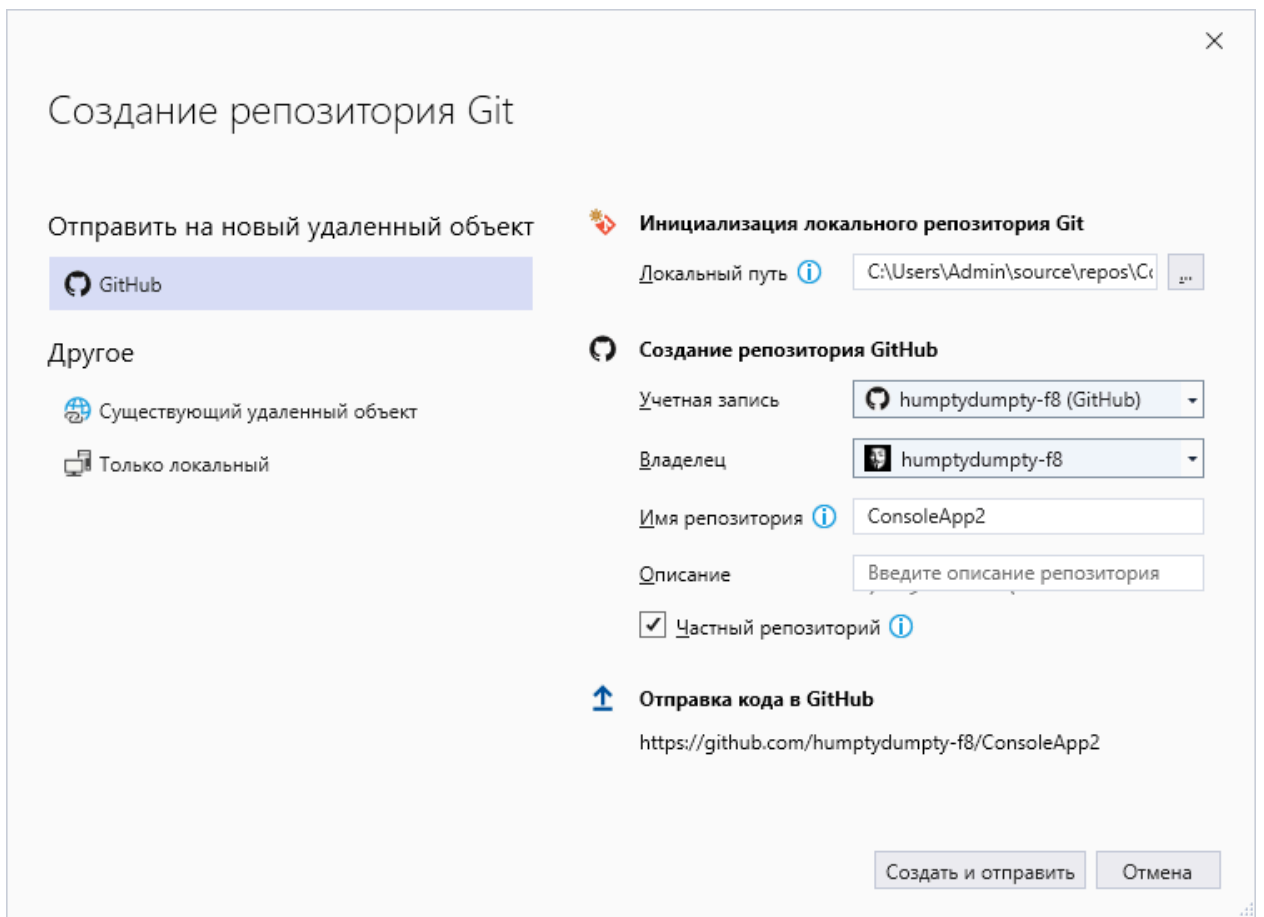 Создание репозитория Git
Отправить на новый удаленный объект
GitHub
Другое
Существующий удаленный объект
Только локальный
Инициализация локального репозитория Git
Локальный путь C:\Users\Admin\source\repos\Co ...
Создание репозитория GitHub
Учетная запись humptydumpty-f8 (GitHub)
Владелец humptydumpty-f8
Имя репозитория ConsoleApp2
Описание Введите описание репозитория
Частный репозиторий
Отправка кода в GitHub
https://github.com/humptydumpty-f8/ConsoleApp2
Создать и отправить Отмена